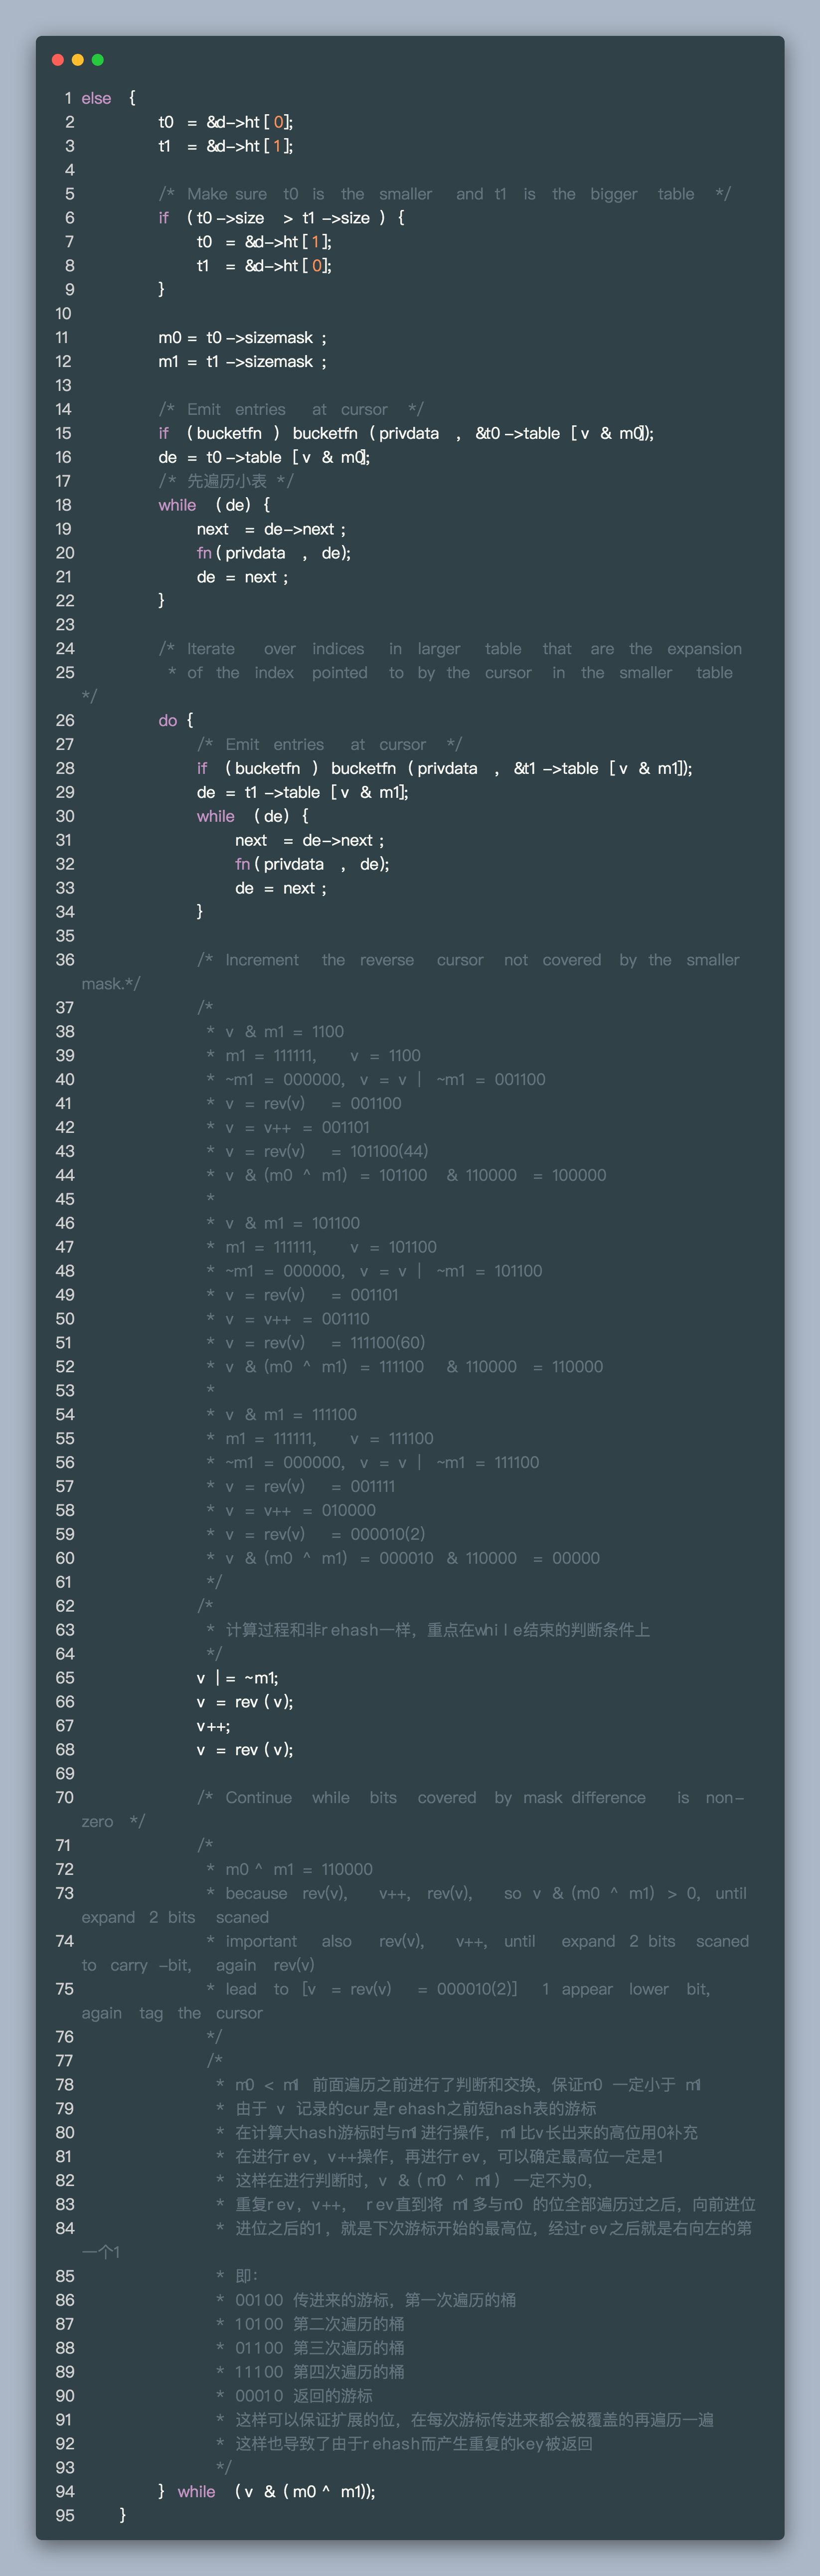 1 else {
2 t0 = &d->ht[0];
3 t1 = &d->ht[1];
4
5 /* Make sure t0 is the smaller and t1 is the bigger table */
6 if (t0->size > t1->size) {
7 t0 = &d->ht[1];
8 t1 = &d->ht[0];
9 }
10
11 m0 = t0->sizemask;
12 m1 = t1->sizemask;
13
14 /* Emit entries at cursor */
15 if (bucketfn) bucketfn(privdata, &t0->table[v & m0]);
16 de = t0->table[v & m0];
17 /* 先遍历小表 */
18 while (de) {
19 next = de->next;
20 fn(privdata, de);
21 de = next;
22 }
23
24 /* Iterate over indices in larger table that are the expansion
25 * of the index pointed to by the cursor in the smaller table
*/
26 do {
27 /* Emit entries at cursor */
28 if (bucketfn) bucketfn(privdata, &t1->table[v & m1]);
29 de = t1->table[v & m1];
30 while (de) {
31 next = de->next;
32 fn(privdata, de);
33 de = next;
34 }
35
36 /* Increment the reverse cursor not covered by the smaller
mask.*/
37 /*
38 * v & m1 = 1100
39 * m1 = 111111, v = 1100
40 * ~m1 = 000000, v = v | ~m1 = 001100
41 * v = rev(v) = 001100
42 * v = v++ = 001101
43 * v = rev(v) = 101100(44)
44 * v & (m0 ^ m1) = 101100 & 110000 = 100000
45 *
46 * v & m1 = 101100
47 * m1 = 111111, v = 101100
48 * ~m1 = 000000, v = v | ~m1 = 101100
49 * v = rev(v) = 001101
50 * v = v++ = 001110
51 * v = rev(v) = 111100(60)
52 * v & (m0 ^ m1) = 111100 & 110000 = 110000
53 *
54 * v & m1 = 111100
55 * m1 = 111111, v = 111100
56 * ~m1 = 000000, v = v | ~m1 = 111100
57 * v = rev(v) = 001111
58 * v = v++ = 010000
59 * v = rev(v) = 000010(2)
60 * v & (m0 ^ m1) = 000010 & 110000 = 00000
61 */
62 /*
63 * 计算过程和非rehash一样，重点在while结束的判断条件上
64 */
65 v |= ~m1;
66 v = rev(v);
67 v++;
68 v = rev(v);
69
70 /* Continue while bits covered by mask difference is non-
zero */
71 /*
72 * m0 ^ m1 = 110000
73 * because rev(v), v++, rev(v), so v & (m0 ^ m1) > 0, until
expand 2 bits scaned
74 * important also rev(v), v++, until expand 2 bits scaned
to carry-bit, again rev(v)
75 * lead to [v = rev(v) = 000010(2)] 1 appear lower bit,
again tag the cursor
76 */
77 /*
78 * m0 < m1 前面遍历之前进行了判断和交换，保证m0 一定小于 m1
79 * 由于 v 记录的cur是rehash之前短hash表的游标
80 * 在计算大hash游标时与m1进行操作，m1比v长出来的高位用0补充
81 * 在进行rev，v++操作，再进行rev，可以确定最高位一定是1
82 * 这样在进行判断时，v & (m0 ^ m1) 一定不为0，
83 * 重复rev，v++， rev直到将 m1多与m0 的位全部遍历过之后，向前进位
84 * 进位之后的1，就是下次游标开始的最高位，经过rev之后就是右向左的第
一个1
85 * 即：
86 * 00100 传进来的游标，第一次遍历的桶
87 * 10100 第二次遍历的桶
88 * 01100 第三次遍历的桶
89 * 11100 第四次遍历的桶
90 * 00010 返回的游标
91 * 这样可以保证扩展的位，在每次游标传进来都会被覆盖的再遍历一遍
92 * 这样也导致了由于rehash而产生重复的key被返回
93 */
94 } while (v & (m0 ^ m1));
95 }